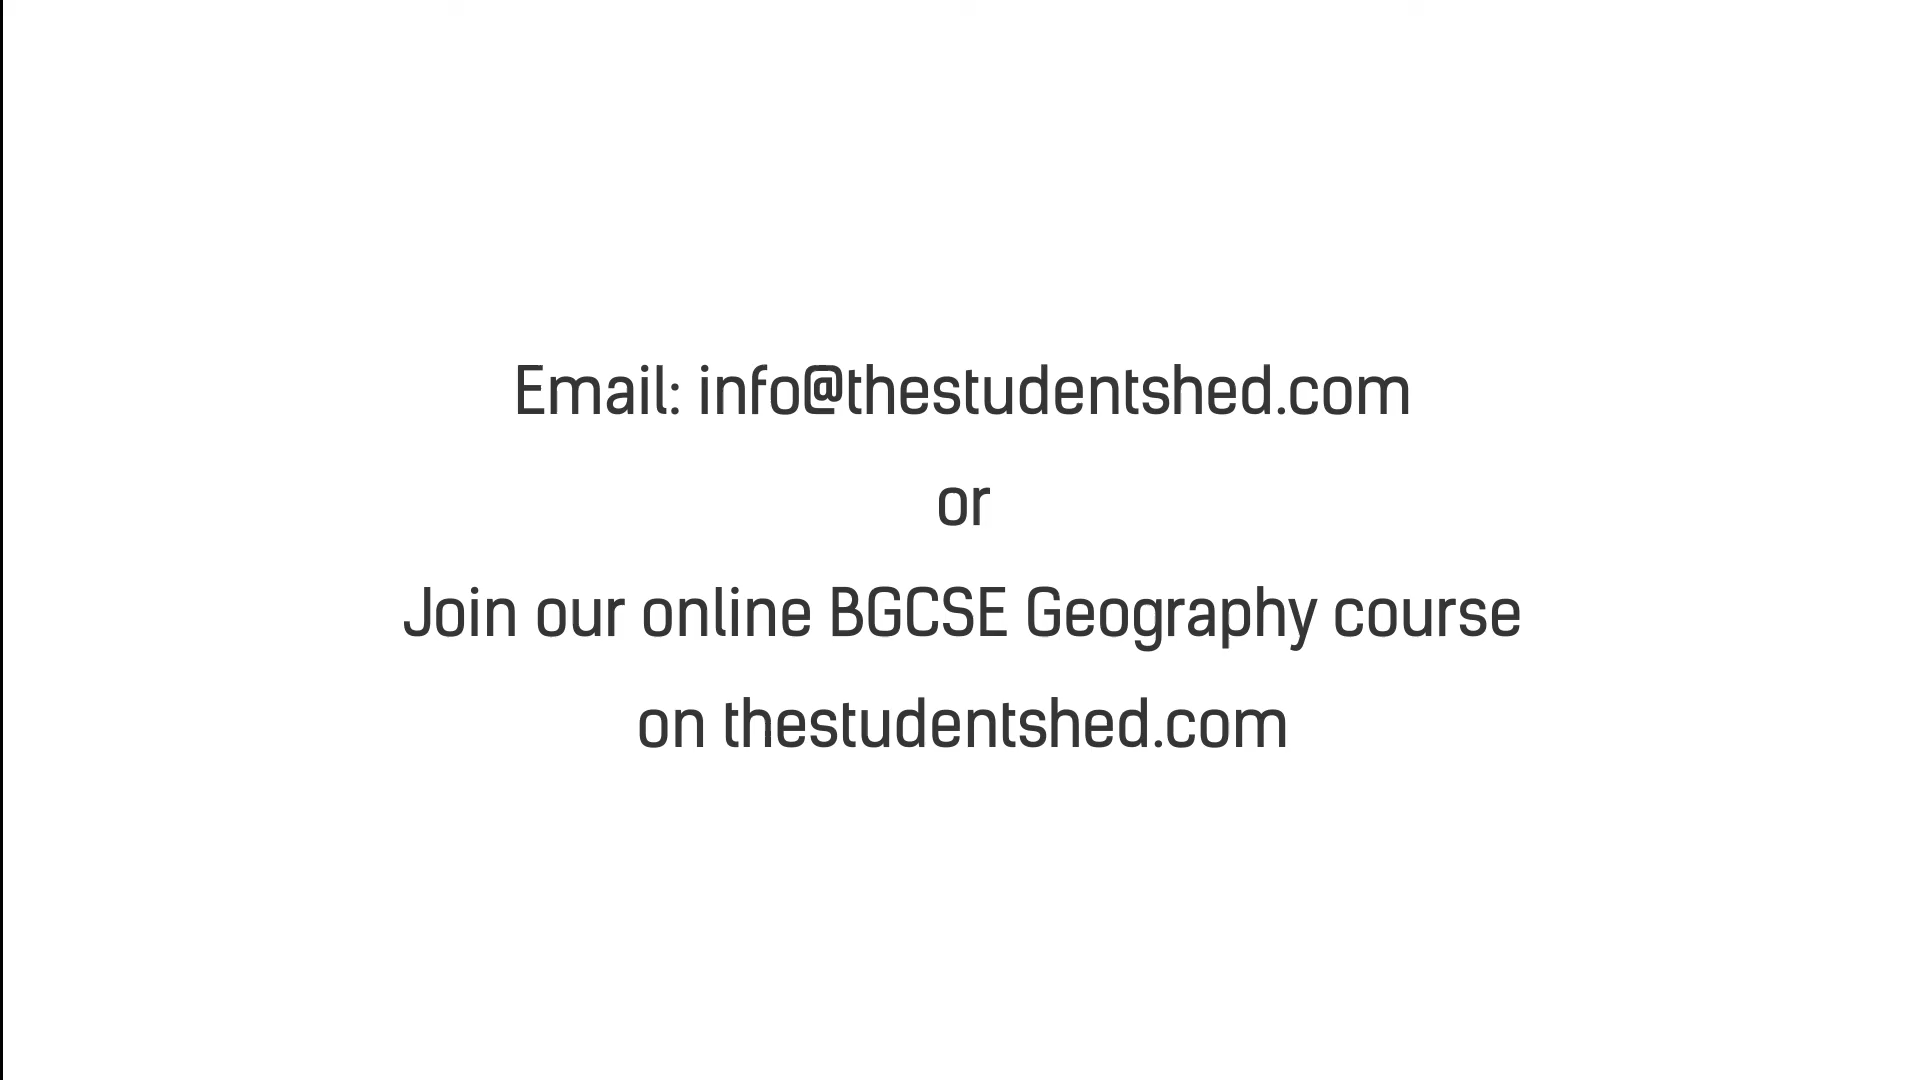 Email: info@thestudentshed.com
or
Join our online BGCSE Geography course
on thestudentshed.com